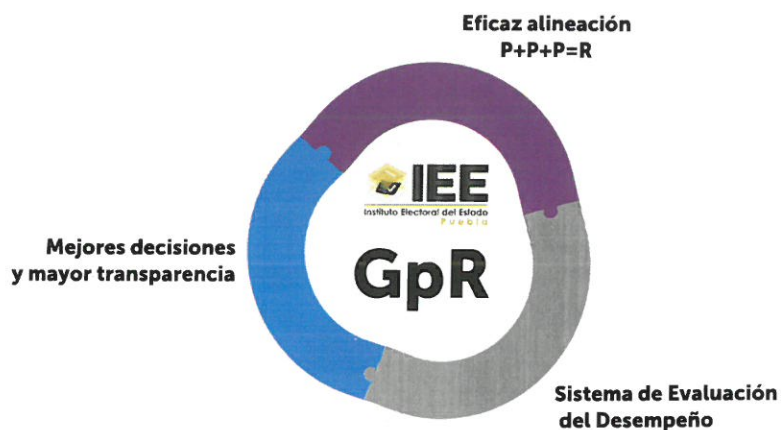 Eficaz alineación
P+P+P=R
IEE
Instituto Electoral del Estado
Puebla
GpR
Mejores decisiones
y mayor transparencia
Sistema de Evaluación
del Desempeño